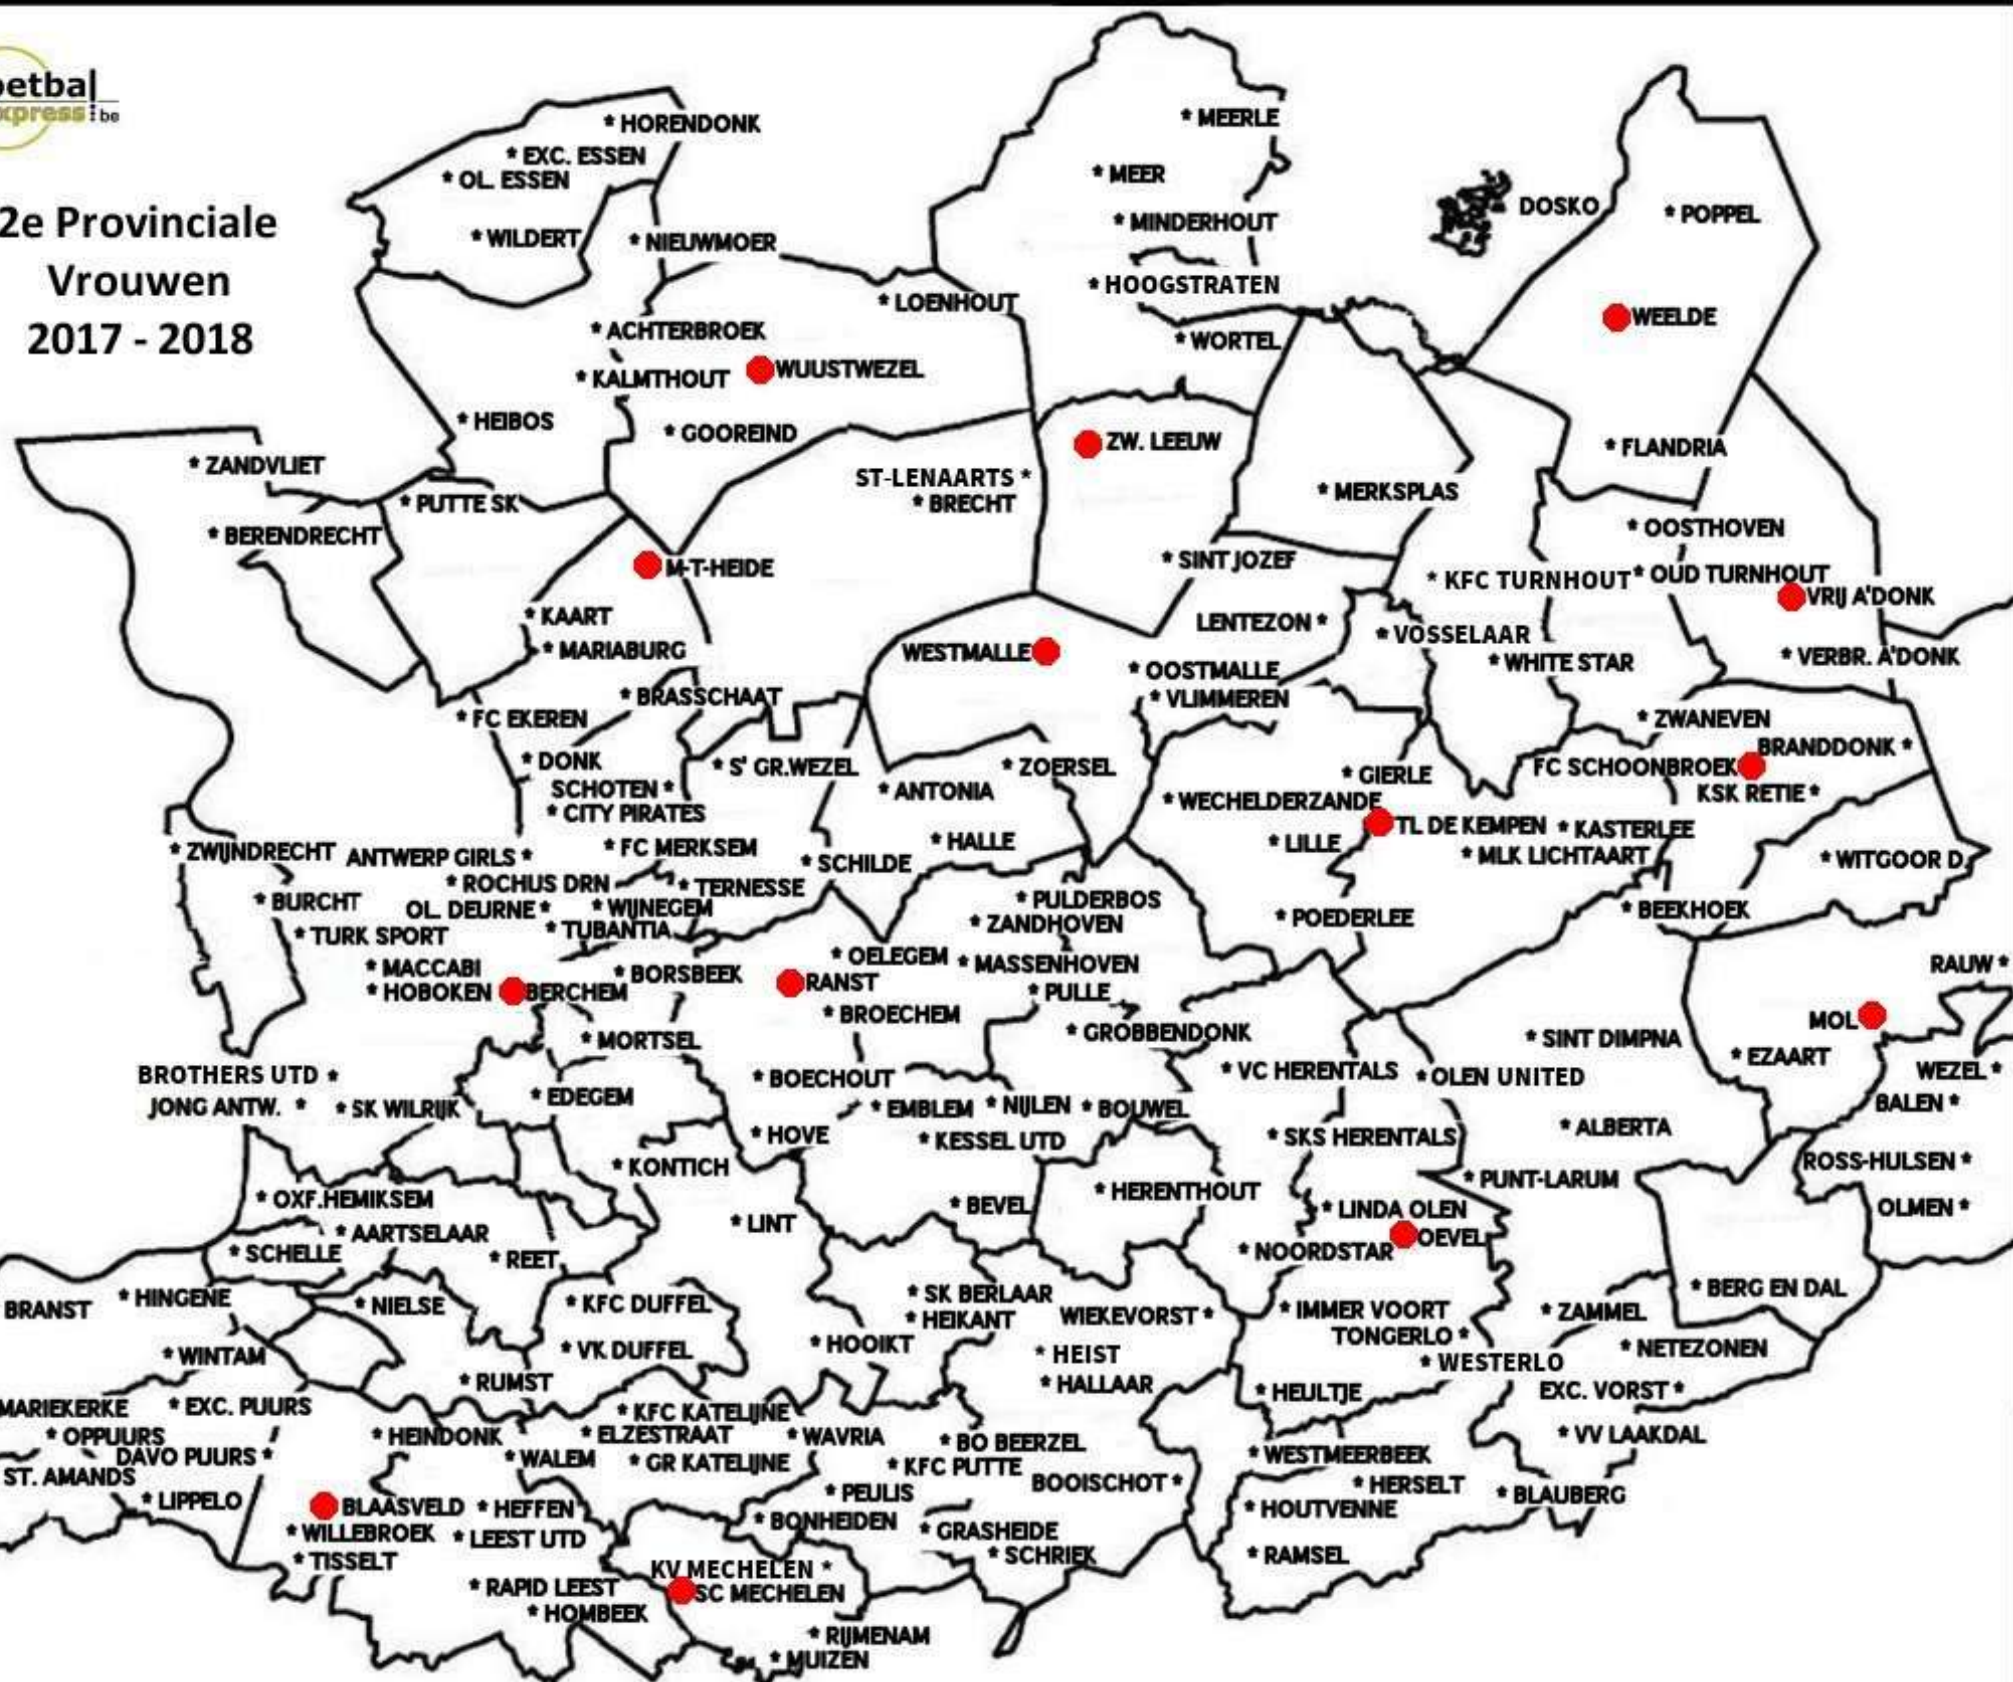 oetbal
xpress.be
2e Provinciale
Vrouwen
2017 - 2018
* HORENDONK
* EXC. ESSEN
* OL. ESSEN
* WILDERT
* NIEUWMOER
* MEERLE
* MEER
* MINDERHOUT
* HOOGSTRATEN
DOSKO
* POPPEL
* LOENHOUT
* ACHTERBROEK
* WORTEL
WEELDE
* KALMTHOUT
WUUSTWEZEL
* HEIBOS
* GOOREIND
ZW. LEEUW
* FLANDRIA
* ZANDVLIET
ST-LENAARTS *
* BRECHT
* MERKSPLAS
* PUTTE SK
* BERENDRECHT
* OOSTHOVEN
M-T-HEIDE
* SINT JOZEF
* KFC TURNHOUT
* OUD TURNHOUT
VRIJ A'DONK
* KAART
LENTEZON *
* VOSSELAAR
* MARIABURG
WESTMALLE
* OOSTMALLE
* WHITE STAR
* VERBR. A'DONK
* BRASSCHAAT
* VLIMMEREN
* FC EKEREN
* ZWANEVEN
* DONK
* S' GR.WEZEL
* ZOERSEL
* GIERLE
FC SCHOONBROEK
BRANDDONK *
SCHOTEN *
* ANTONIA
* WECHELDERZANDE
KSK RETIE *
* CITY PIRATES
TL DE KEMPEN
* KASTERLEE
* ZWIJNDRECHT
ANTWERP GIRLS *
* FC MERKSEM
* SCHILDE
* HALLE
* LILLE
* MLK LICHTAART
* WITGOOR D.
* ROCHUS DRN
* TERNESSE
* BURCHT
OL. DEURNE *
* WIJNEGEM
* PULDERBOS
* POEDERLEE
* BEEKHOEK
* TURK SPORT
* TUBANTIA
* ZANDHOVEN
* MACCABI
* BORSBEEK
* OELEGEM
* MASSENHOVEN
RAUW *
* HOBOKEN
BERCHEM
RANST
* PULLE
* BROECHEM
* GROBBENDONK
MOL
* MORTSEL
* SINT DIMPNA
* EZAART
BROTHERS UTD *
* BOECHOUT
* VC HERENTALS
* OLEN UNITED
WEZEL *
JONG ANTW. *
* SK WILRIJK
* EDEGEM
* EMBLEM
* NIJLEN
* BOUWEL
BALEN *
* HOVE
* KESSEL UTD
* SKS HERENTALS
* ALBERTA
* KONTICH
* PUNT-LARUM
ROSS-HULSEN *
* OXF.HEMIKSEM
* BEVEL
* HERENTHOUT
* LINDA OLEN
OLMEN *
* AARTSELAAR
* LINT
OEVEL
* SCHELLE
* REET
* NOORDSTAR
BRANST
* HINGENE
* NIELSE
* KFC DUFFEL
* SK BERLAAR
* HEIKANT
WIEKEVORST *
* IMMER VOORT
* ZAMMEL
* BERG EN DAL
* WINTAM
* VK DUFFEL
* HOOIKT
* HEIST
TONGERLO *
* WESTERLO
* NETEZONEN
* RUMST
* HALLAAR
* HEULTJE
EXC. VORST *
MARIEKERKE
* EXC. PUURS
* KFC KATELIJNE
* OPPUURS
* HEINDONK
* ELZESTRAAT
* WAVRIA
* BO BEERZEL
* VV LAAKDAL
DAVO PUURS *
* WALEM
* GR KATELIJNE
* KFC PUTTE
* WESTMEERBEEK
ST. AMANDS
BOOISCHOT *
* HERSELT
* LIPPELO
BLAASVELD
* HEFFEN
* PEULIS
* HOUTVENNE
* BLAUBERG
* WILLEBROEK
* LEEST UTD
* BONHEIDEN
* GRASHEIDE
* TISSELT
KV MECHELEN *
* SCHRIEK
* RAMSEL
* RAPID LEEST
SC MECHELEN
* HOMBEEK
* RIJMENAM
* MUIZEN